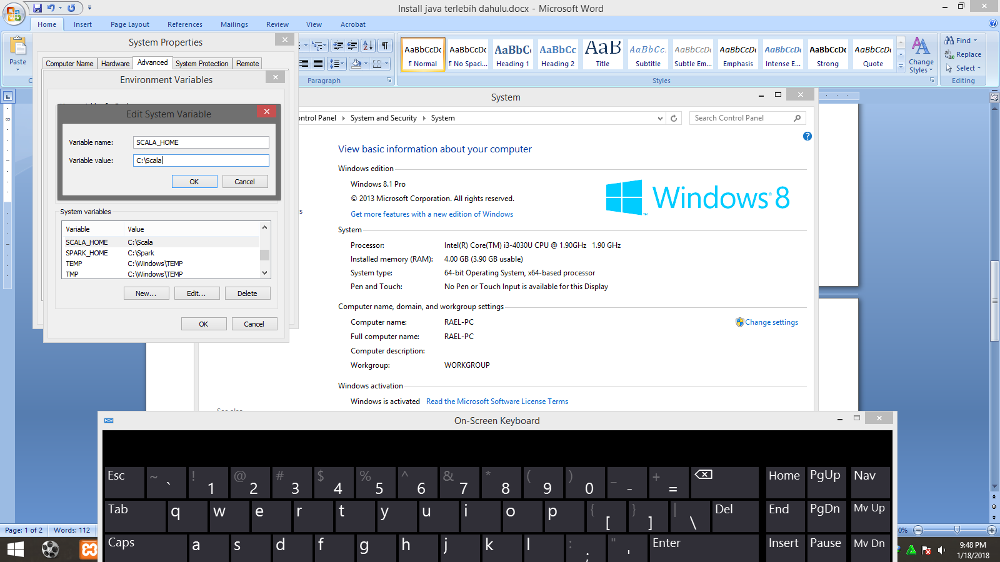 Install java terlebih dahulu.docx - Microsoft Word
Home Insert Page Layout References Mailings Review View Acrobat
Paste
AaBbCcDc AaBbCcDc AaBbC AaBbCc AaB AaBbCc. AaBbCcDc AaBbCcDc AaBbCcDc AaBbCcDc AaBbCcDc
¶ Normal ¶ No Spaci... Heading 1 Heading 2 Title Subtitle Subtle Em... Emphasis Intense E... Strong Quote
Change Styles
Find
Replace
Select
Paragraph Styles Editing
System Properties
Computer Name Hardware Advanced System Protection Remote
Environment Variables
Edit System Variable
Variable name: SCALA_HOME
Variable value: C:\Scala
OK Cancel
System variables
Variable Value
SCALA_HOME C:\Scala
SPARK_HOME C:\Spark
TEMP C:\Windows\TEMP
TMP C:\Windows\TEMP
New... Edit... Delete
OK Cancel
System
ontrol Panel System and Security System
Search Control Panel
View basic information about your computer
Windows edition
Windows 8.1 Pro
© 2013 Microsoft Corporation. All rights reserved.
Get more features with a new edition of Windows
Windows 8
System
Processor: Intel(R) Core(TM) i3-4030U CPU @ 1.90GHz 1.90 GHz
Installed memory (RAM): 4.00 GB (3.90 GB usable)
System type: 64-bit Operating System, x64-based processor
Pen and Touch: No Pen or Touch Input is available for this Display
Computer name, domain, and workgroup settings
Computer name: RAEL-PC
Change settings
Full computer name: RAEL-PC
Computer description:
Workgroup: WORKGROUP
Windows activation
Windows is activated Read the Microsoft Software License Terms
On-Screen Keyboard
Esc ~ ` ! 1 @ 2 # 3 $ 4 % 5 ^ 6 & 7 * 8 ( 9 ) 0 _ - + = Home PgUp Nav
Tab q w e r t y u i o p { [ } ] | \ Del End PgDn Mv Up
Caps a s d f g h j k l : ; " ' Enter Insert Pause Mv Dn
Page: 1 of 2 Words: 112
0%
9:48 PM
1/18/2018